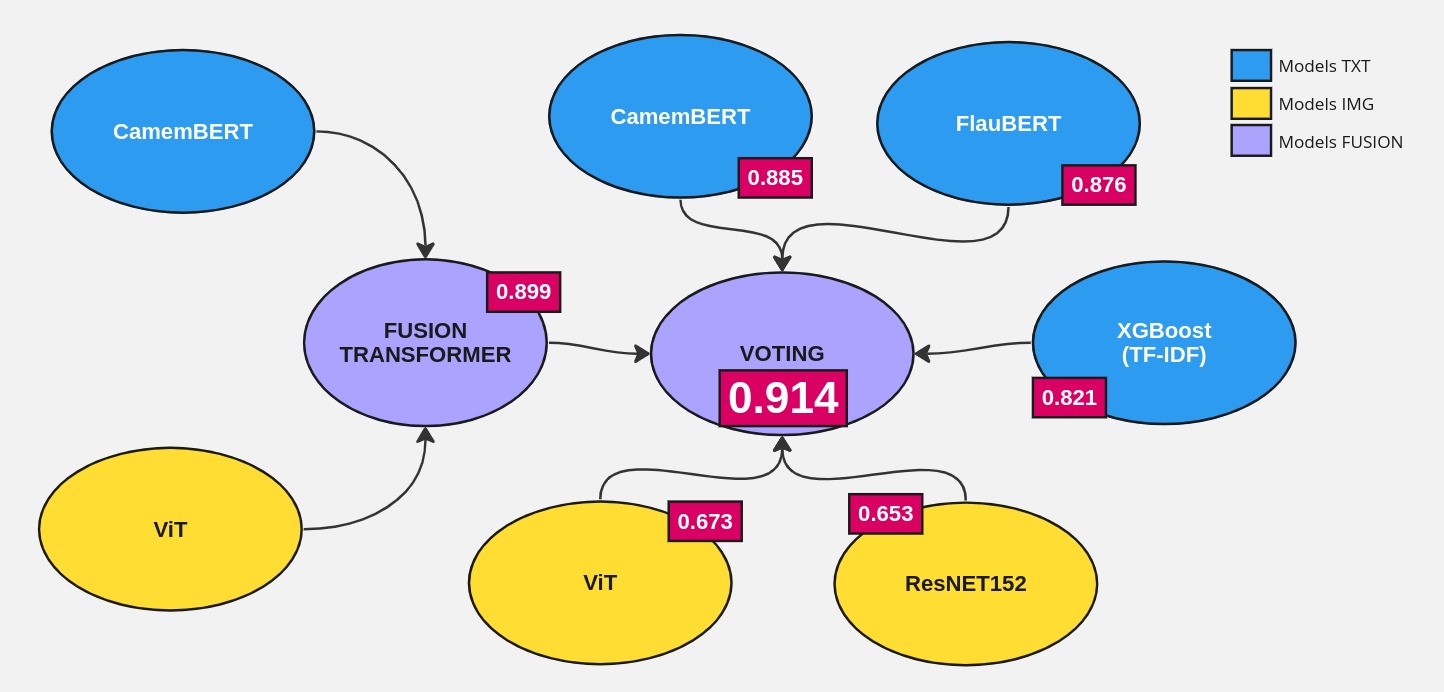 CamemBERT
CamemBERT
0.885
FlauBERT
0.876
Models TXT
Models IMG
Models FUSION
FUSION
TRANSFORMER
0.899
VOTING
0.914
XGBoost
(TF-IDF)
0.821
ViT
ViT
0.673
ResNET152
0.653